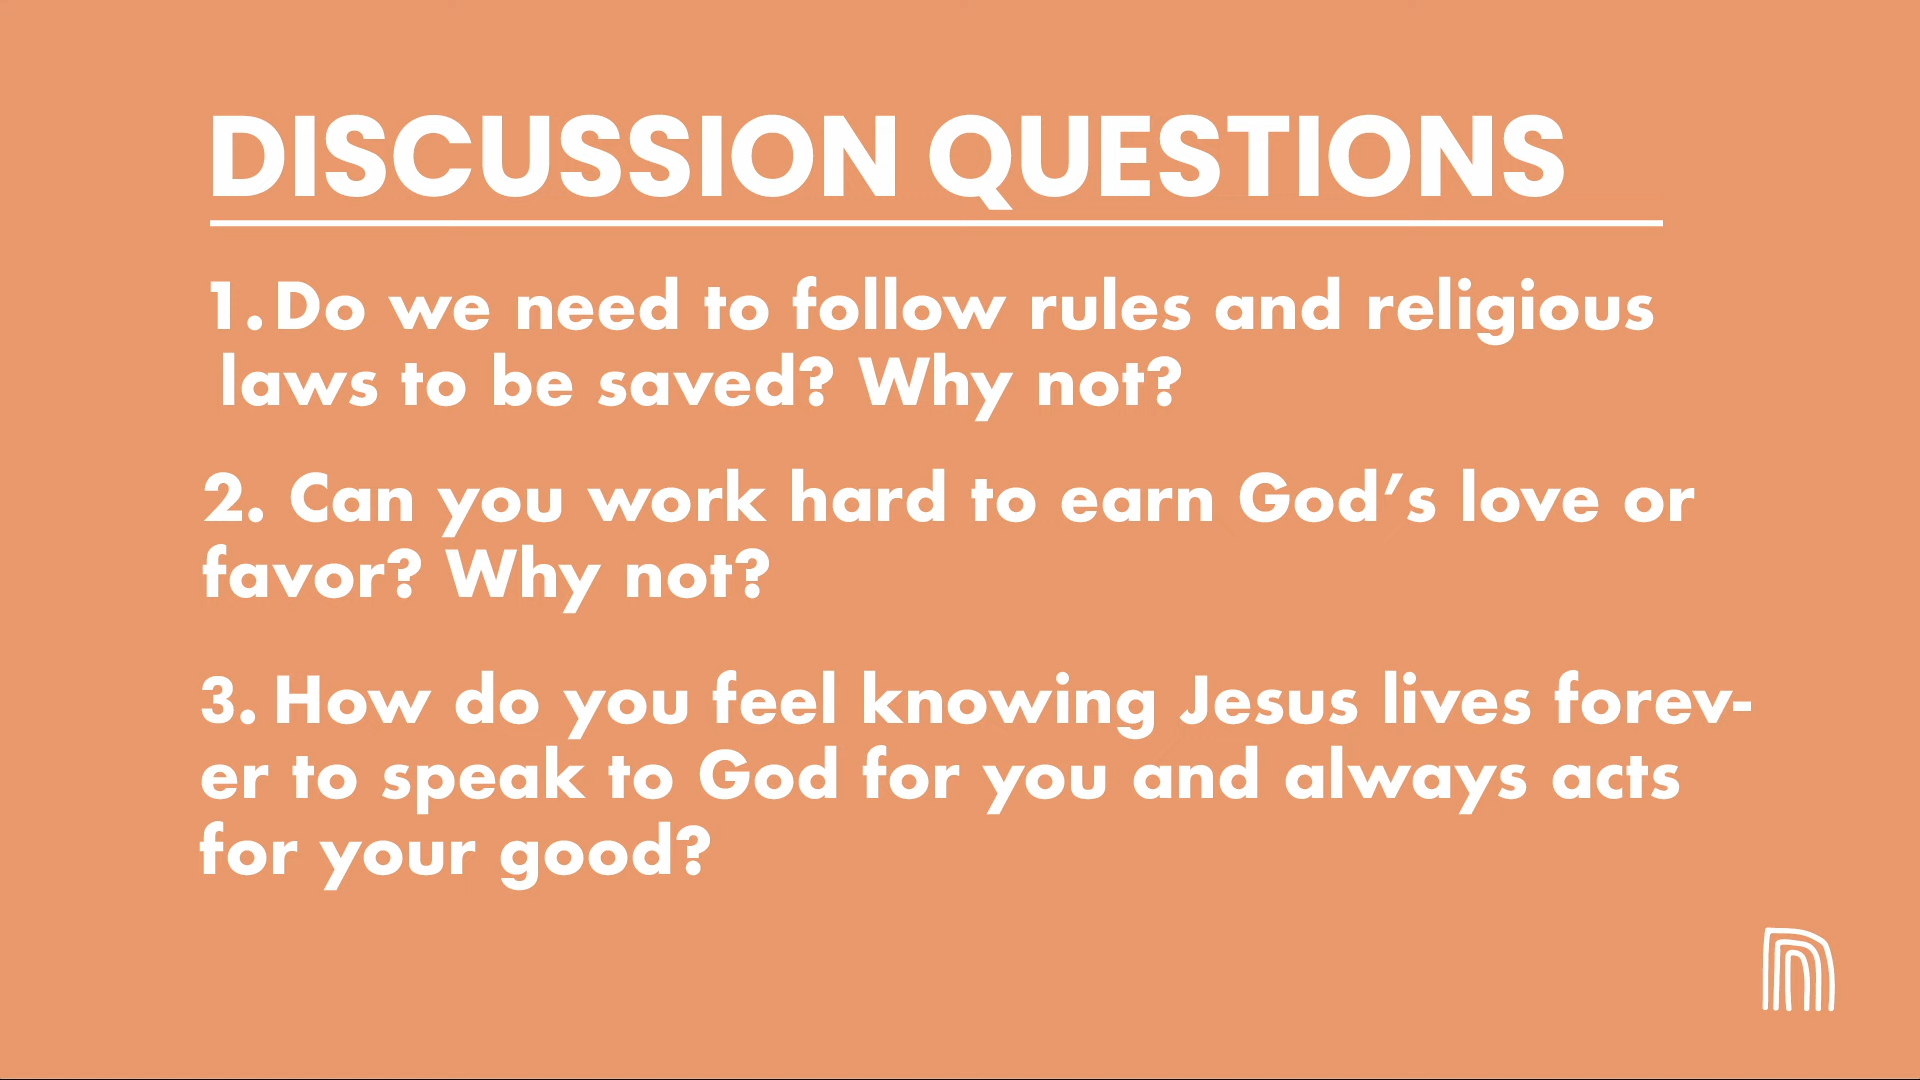 DISCUSSION QUESTIONS
1. Do we need to follow rules and religious
laws to be saved? Why not?
2. Can you work hard to earn God’s love or
favor? Why not?
3. How do you feel knowing Jesus lives forev-
er to speak to God for you and always acts
for your good?